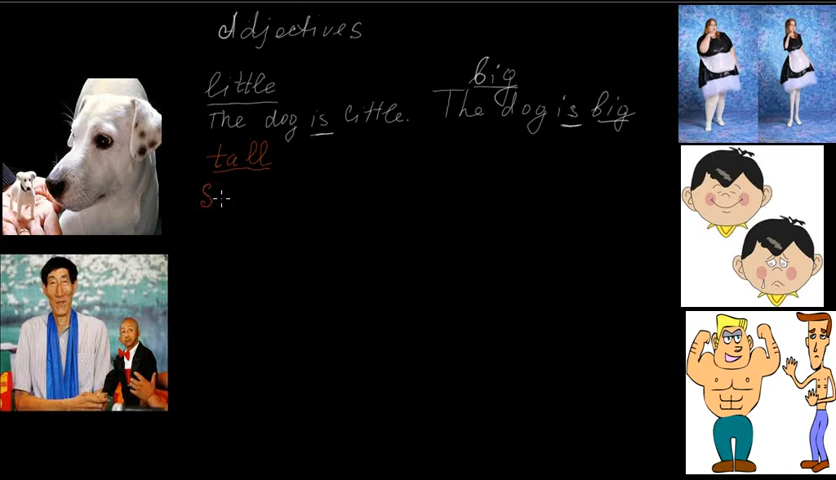 Adjectives
little
big
The dog is little.
The dog is big
tall
S